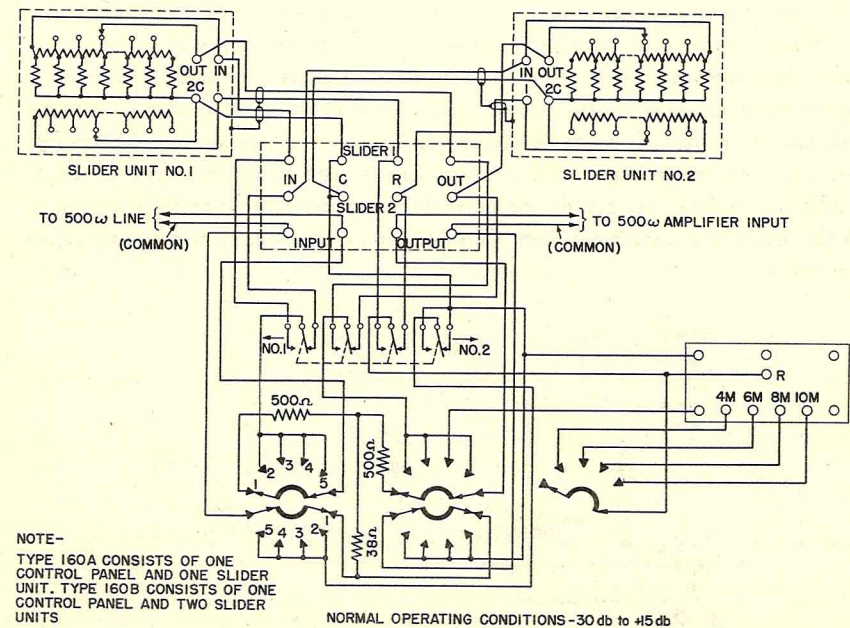 OUT IN
2C
IN OUT
2C
SLIDER UNIT NO.1
SLIDER UNIT NO.2
SLIDER 1
IN C R OUT
SLIDER 2
TO 500ω LINE
(COMMON)
INPUT OUTPUT
TO 500ω AMPLIFIER INPUT
(COMMON)
NO.1 NO.2
R
4M 6M 8M 10M
500Ω
500Ω
38Ω
1 2 3 4 5
5 4 3 2 1
NOTE-
TYPE 160A CONSISTS OF ONE
CONTROL PANEL AND ONE SLIDER
UNIT. TYPE 160B CONSISTS OF ONE
CONTROL PANEL AND TWO SLIDER
UNITS
NORMAL OPERATING CONDITIONS -30 db to +15 db